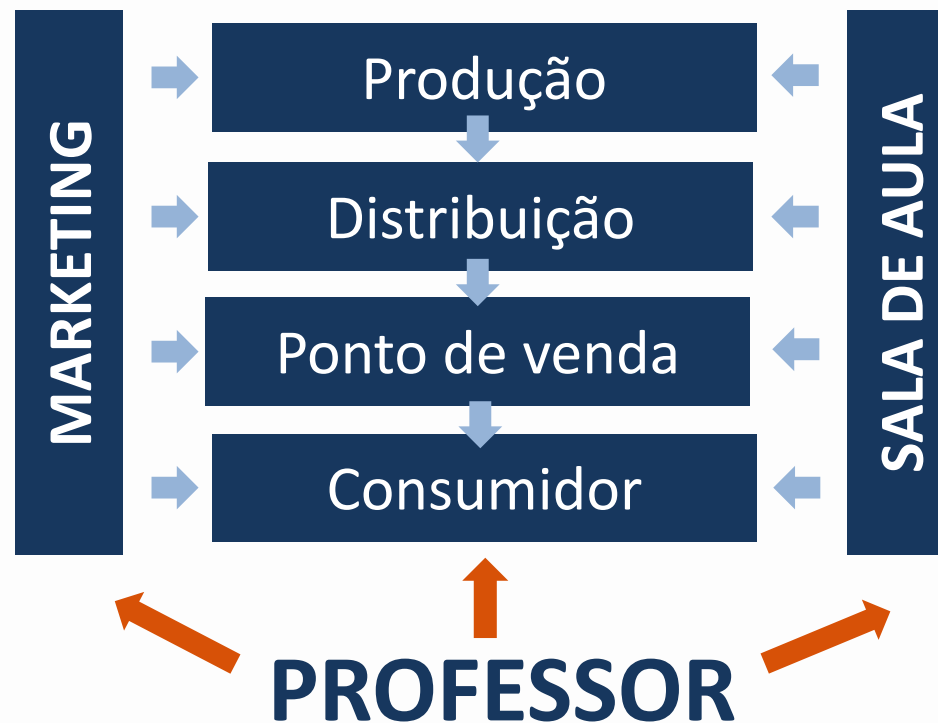 MARKETING
Produção
Distribuição
Ponto de venda
Consumidor
SALA DE AULA
PROFESSOR